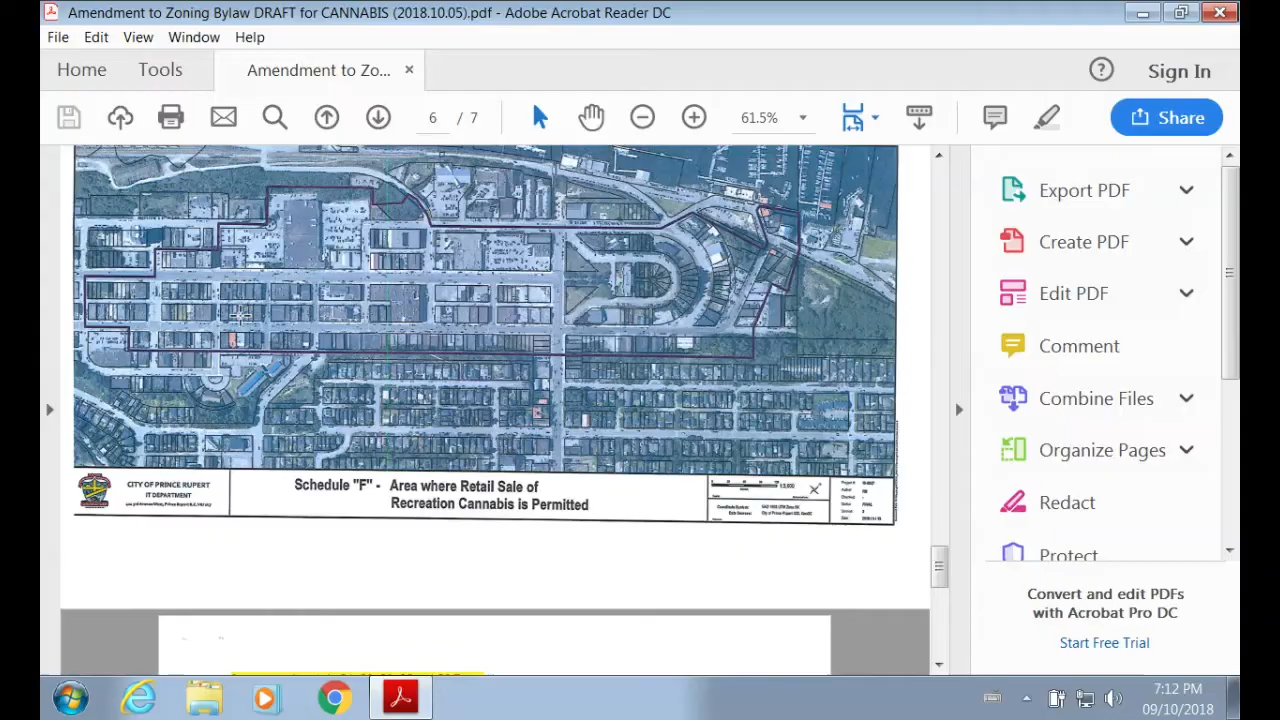 Amendment to Zoning Bylaw DRAFT for CANNABIS (2018.10.05).pdf - Adobe Acrobat Reader DC
File Edit View Window Help
Home Tools Amendment to Zo... × Sign In
6 / 7 61.5% Share
Export PDF
Create PDF
Edit PDF
Comment
Combine Files
Organize Pages
Redact
Protect
Convert and edit PDFs
with Acrobat Pro DC
Start Free Trial
CITY OF PRINCE RUPERT
IT DEPARTMENT
Schedule "F" - Area where Retail Sale of
Recreation Cannabis is Permitted
7:12 PM
09/10/2018